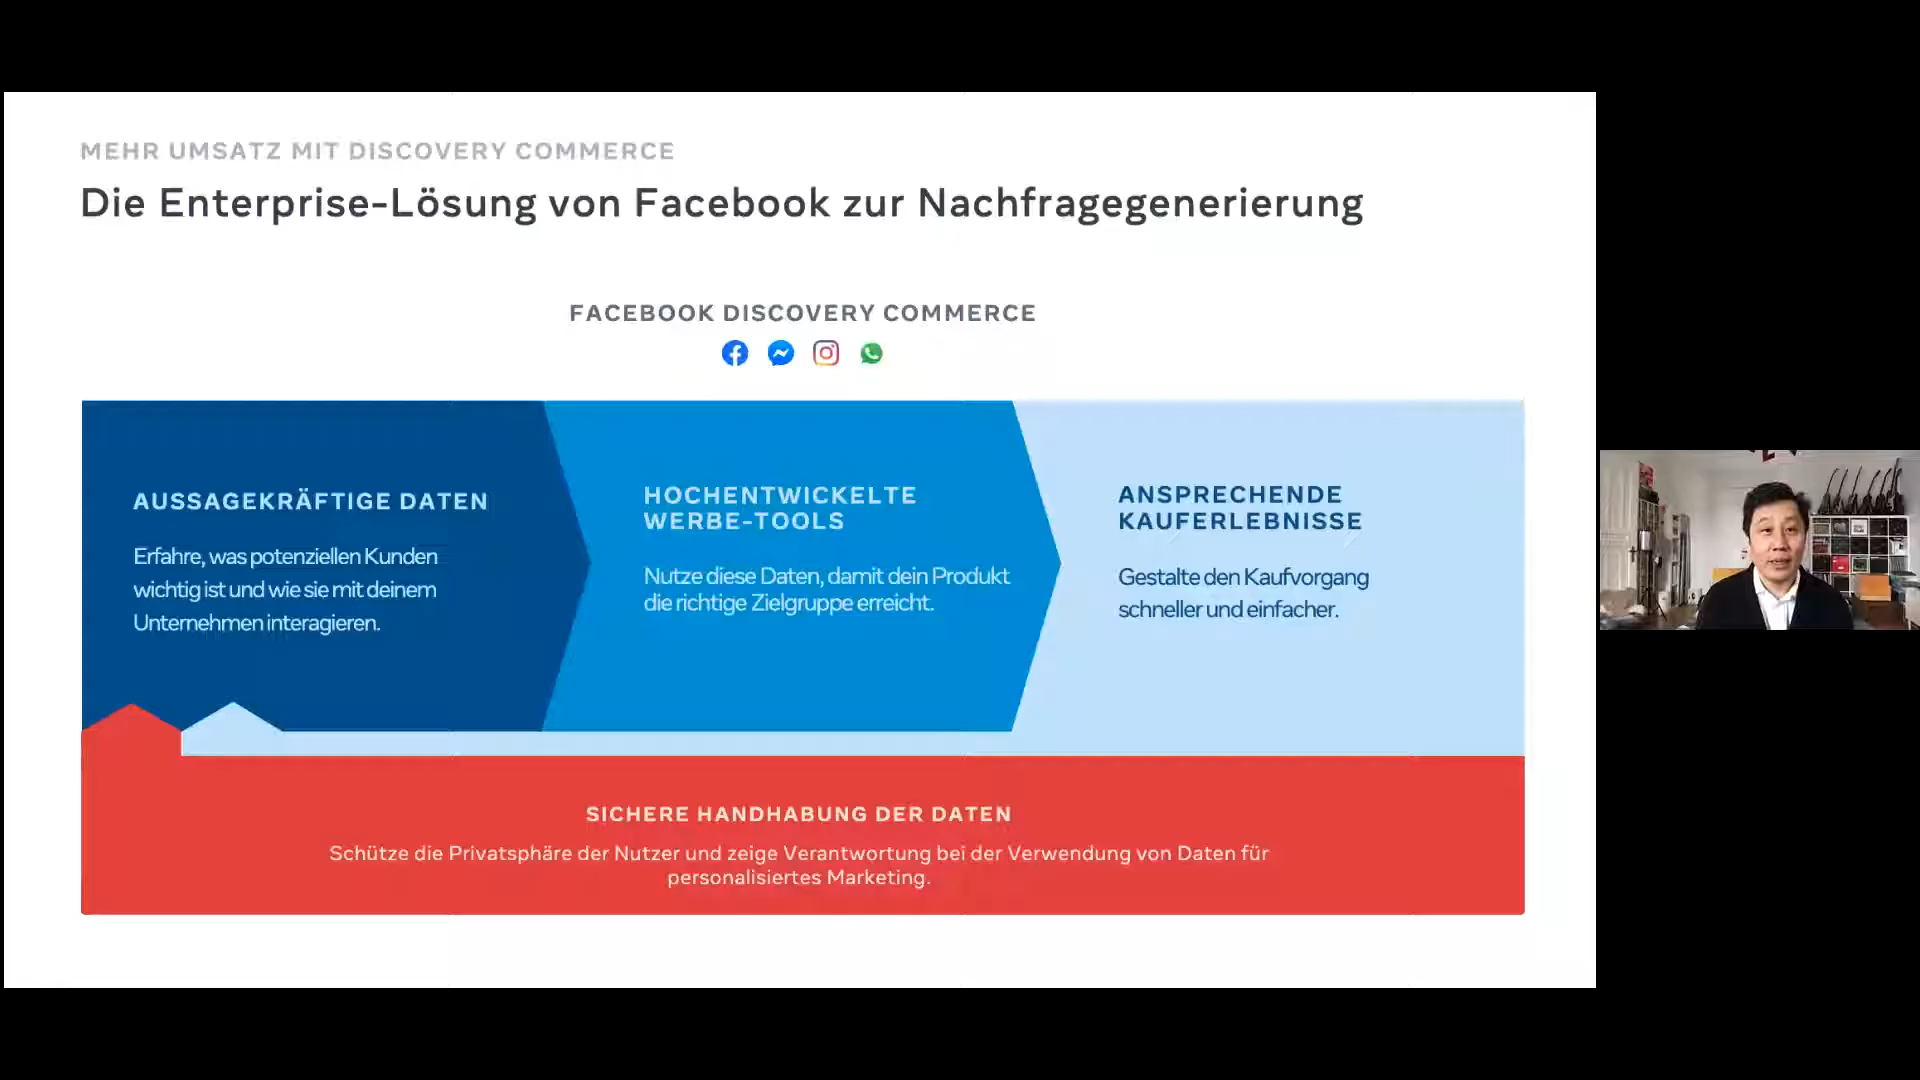 MEHR UMSATZ MIT DISCOVERY COMMERCE
Die Enterprise-Lösung von Facebook zur Nachfragegenerierung
FACEBOOK DISCOVERY COMMERCE
AUSSAGEKRÄFTIGE DATEN
Erfahre, was potenziellen Kunden
wichtig ist und wie sie mit deinem
Unternehmen interagieren.
HOCHENTWICKELTE
WERBE-TOOLS
Nutze diese Daten, damit dein Produkt
die richtige Zielgruppe erreicht.
ANSPRECHENDE
KAUFERLEBNISSE
Gestalte den Kaufvorgang
schneller und einfacher.
SICHERE HANDHABUNG DER DATEN
Schütze die Privatsphäre der Nutzer und zeige Verantwortung bei der Verwendung von Daten für
personalisiertes Marketing.